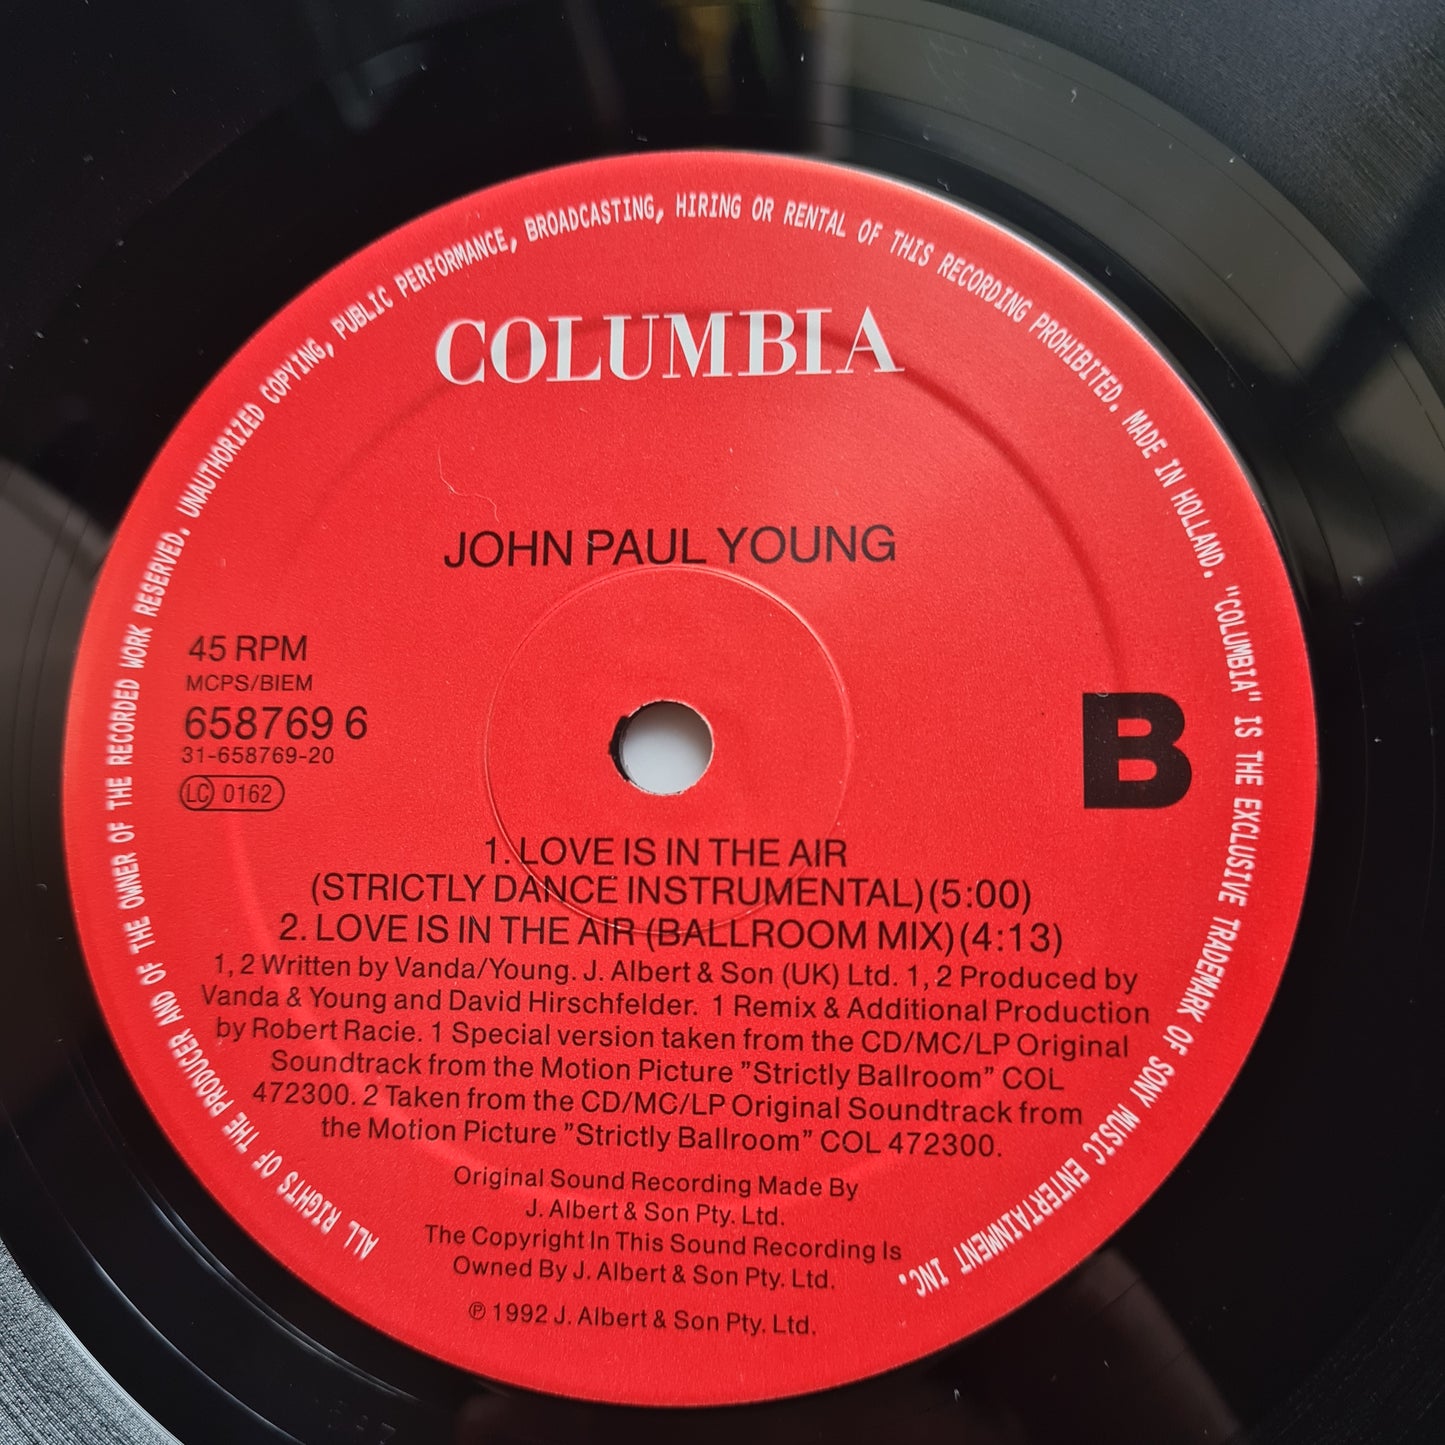 ALL RIGHTS OF THE PRODUCER AND OF THE OWNER OF THE RECORDED WORK RESERVED. UNAUTHORIZED COPYING, PUBLIC PERFORMANCE, BROADCASTING, HIRING OR RENTAL OF THIS RECORDING PROHIBITED. MADE IN HOLLAND. "COLUMBIA" IS THE EXCLUSIVE TRADEMARK OF SONY MUSIC ENTERTAINMENT INC.
COLUMBIA
JOHN PAUL YOUNG
45 RPM
MCPS/BIEM
658769 6
31-658769-20
LC 0162
B
1. LOVE IS IN THE AIR
(STRICTLY DANCE INSTRUMENTAL) (5:00)
2. LOVE IS IN THE AIR (BALLROOM MIX) (4:13)
1, 2 Written by Vanda/Young. J. Albert & Son (UK) Ltd. 1, 2 Produced by
Vanda & Young and David Hirschfelder. 1 Remix & Additional Production
by Robert Racie. 1 Special version taken from the CD/MC/LP Original
Soundtrack from the Motion Picture "Strictly Ballroom" COL
472300. 2 Taken from the CD/MC/LP Original Soundtrack from
the Motion Picture "Strictly Ballroom" COL 472300.
Original Sound Recording Made By
J. Albert & Son Pty. Ltd.
The Copyright In This Sound Recording Is
Owned By J. Albert & Son Pty. Ltd.
℗ 1992 J. Albert & Son Pty. Ltd.